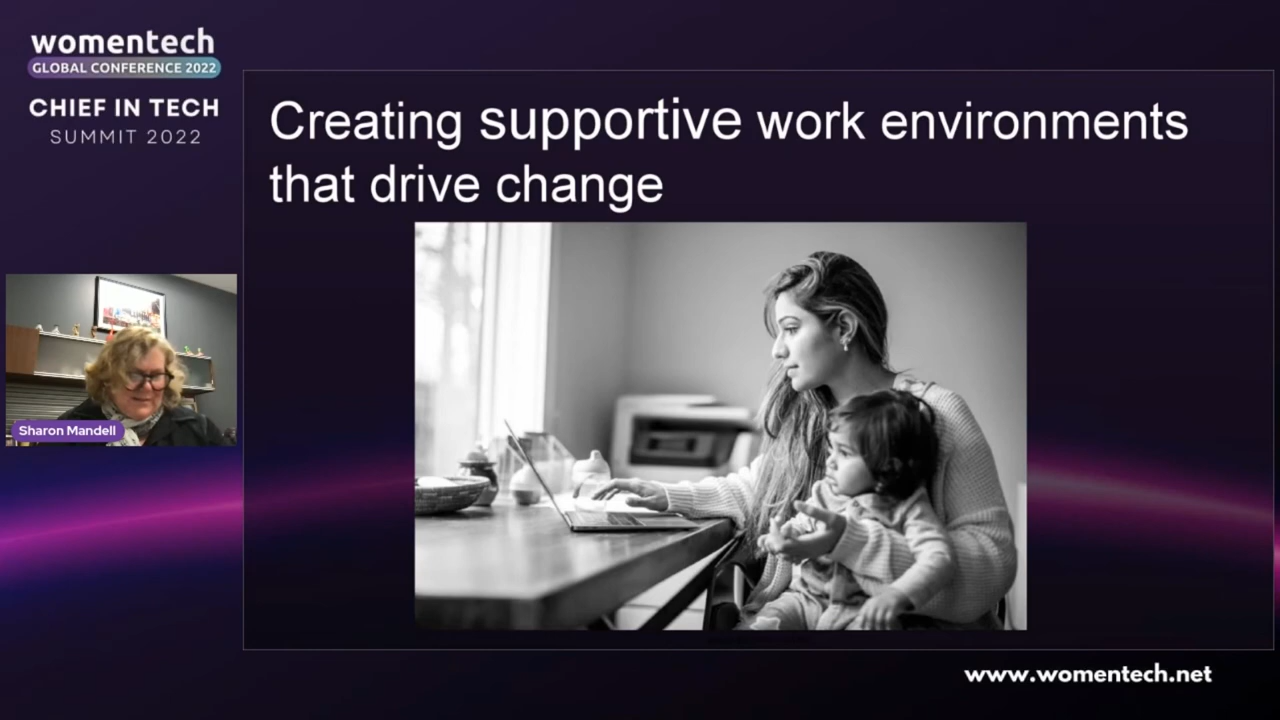 womentech
GLOBAL CONFERENCE 2022
CHIEF IN TECH
SUMMIT 2022
Creating supportive work environments
that drive change
Sharon Mandell
www.womentech.net